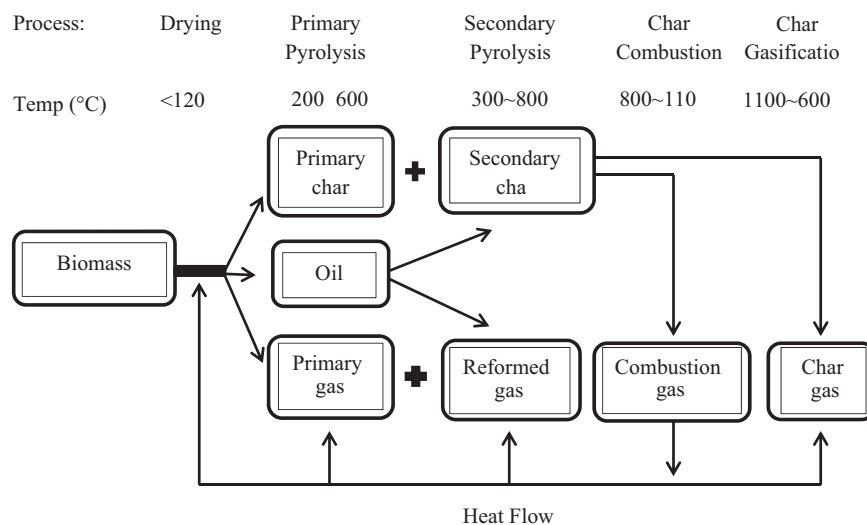 Process: Drying Primary Secondary Char Char
Pyrolysis Pyrolysis Combustion Gasificatio
Temp (°C) <120 200 600 300~800 800~110 1100~600
Primary Secondary
char cha
Biomass Oil
Primary Reformed Combustion Char
gas gas gas gas
Heat Flow